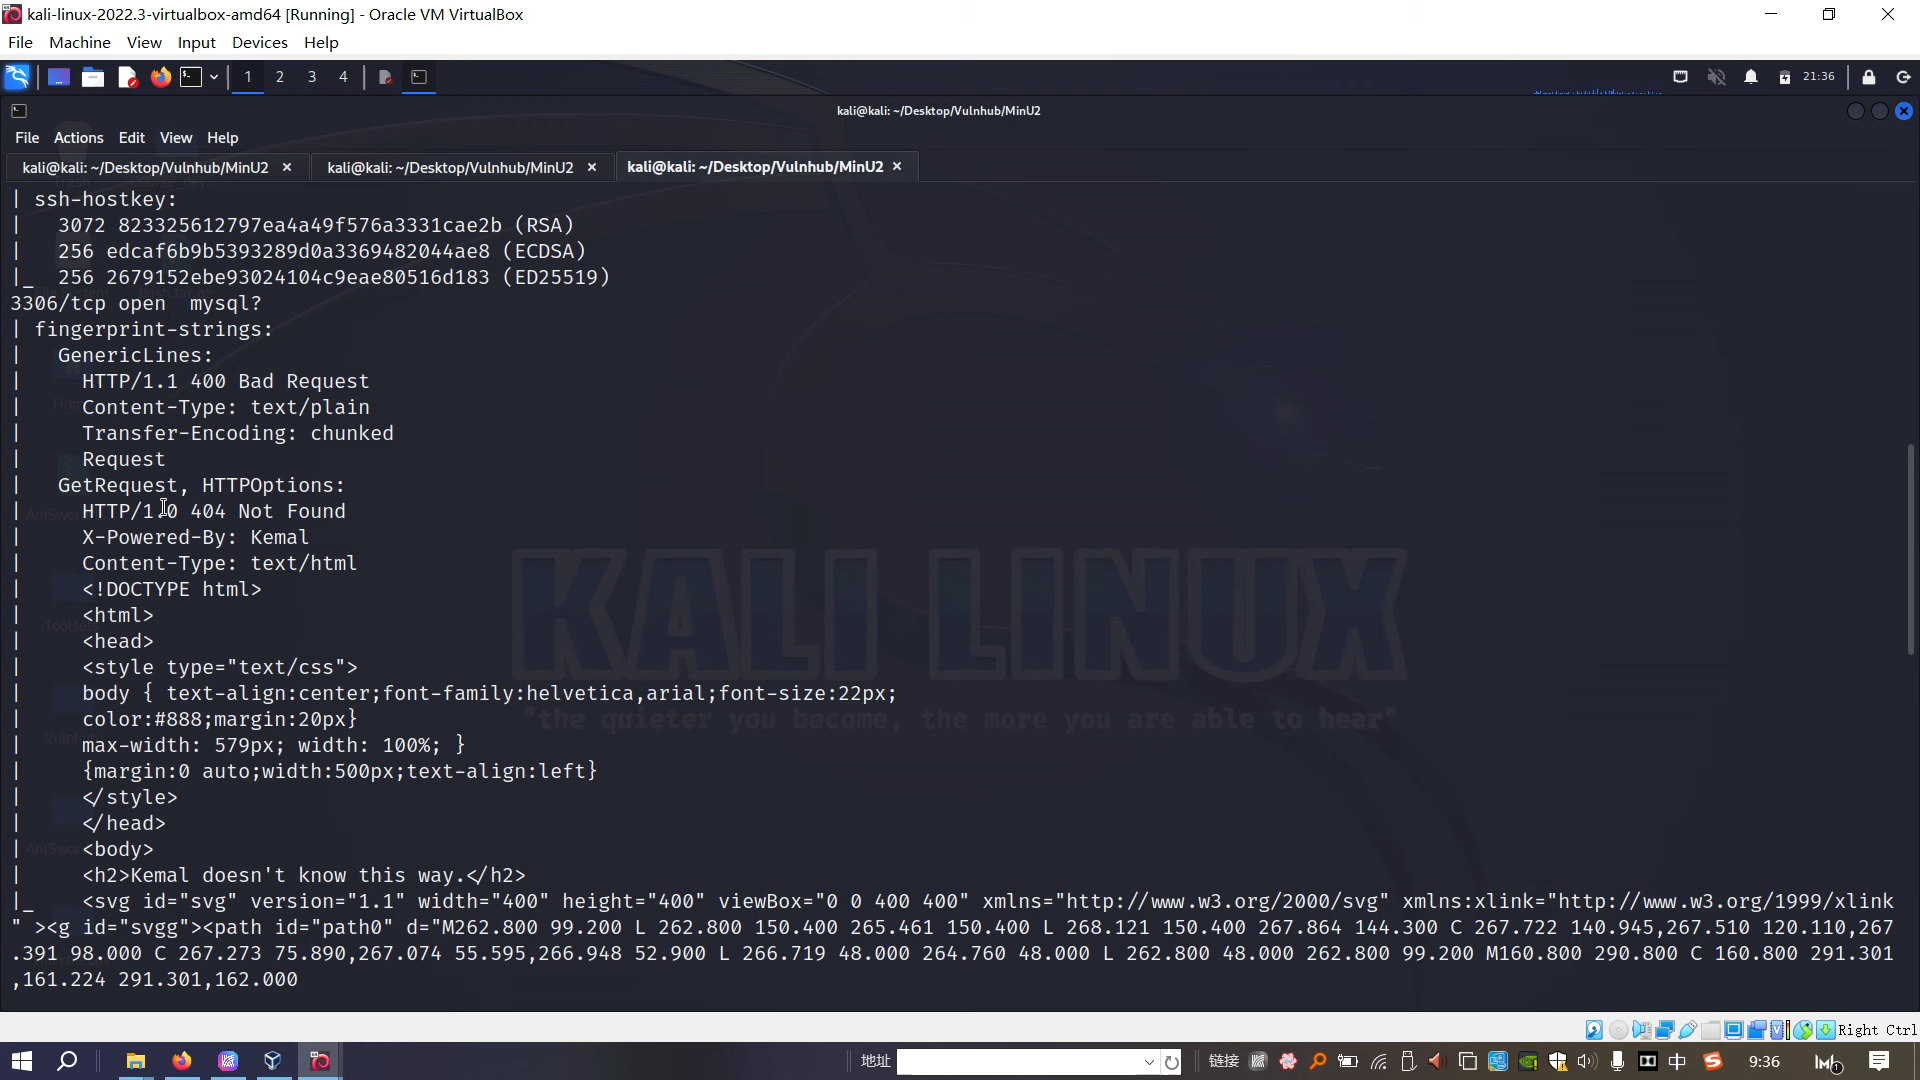 kali-linux-2022.3-virtualbox-amd64 [Running] - Oracle VM VirtualBox
File Machine View Input Devices Help
1 2 3 4 21:36
kali@kali: ~/Desktop/Vulnhub/MinU2
File Actions Edit View Help
kali@kali: ~/Desktop/Vulnhub/MinU2 × kali@kali: ~/Desktop/Vulnhub/MinU2 × kali@kali: ~/Desktop/Vulnhub/MinU2 ×
| ssh-hostkey:
|   3072 823325612797ea4a49f576a3331cae2b (RSA)
|   256 edcaf6b9b5393289d0a3369482044ae8 (ECDSA)
|_  256 2679152ebe93024104c9eae80516d183 (ED25519)
3306/tcp open  mysql?
| fingerprint-strings:
|   GenericLines:
|     HTTP/1.1 400 Bad Request
|     Content-Type: text/plain
|     Transfer-Encoding: chunked
|     Request
|   GetRequest, HTTPOptions:
|     HTTP/1.0 404 Not Found
|     X-Powered-By: Kemal
|     Content-Type: text/html
|     <!DOCTYPE html>
|     <html>
|     <head>
|     <style type="text/css">
|     body { text-align:center;font-family:helvetica,arial;font-size:22px;
|     color:#888;margin:20px}
|     max-width: 579px; width: 100%; }
|     {margin:0 auto;width:500px;text-align:left}
|     </style>
|     </head>
|     <body>
|     <h2>Kemal doesn't know this way.</h2>
|_    <svg id="svg" version="1.1" width="400" height="400" viewBox="0 0 400 400" xmlns="http://www.w3.org/2000/svg" xmlns:xlink="http://www.w3.org/1999/xlink
" ><g id="svgg"><path id="path0" d="M262.800 99.200 L 262.800 150.400 265.461 150.400 L 268.121 150.400 267.864 144.300 C 267.722 140.945,267.510 120.110,267
.391 98.000 C 267.273 75.890,267.074 55.595,266.948 52.900 L 266.719 48.000 264.760 48.000 L 262.800 48.000 262.800 99.200 M160.800 290.800 C 160.800 291.301
,161.224 291.301,162.000
KALI LINUX
"the quieter you become, the more you are able to hear"
Right Ctrl
地址 链接 中 9:36